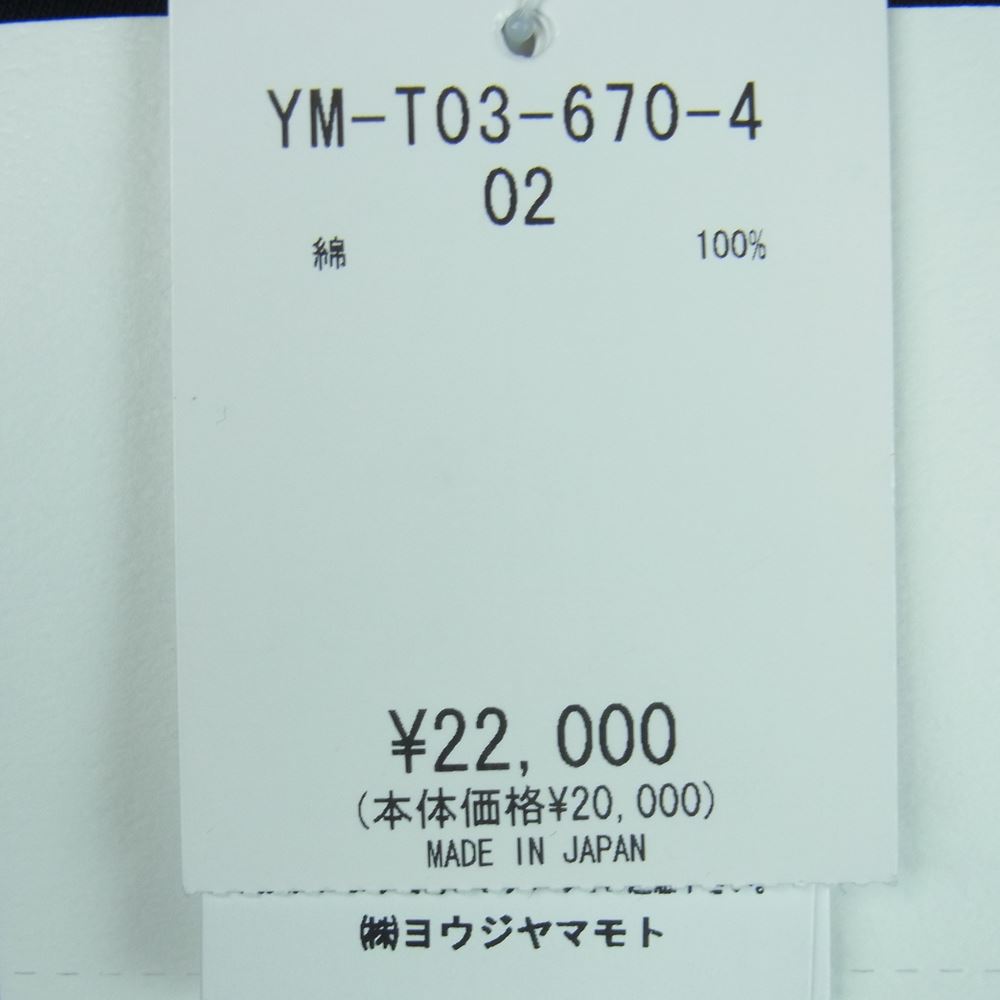 YM-T03-670-4
02
綿 100%
¥22,000
(本体価格¥20,000)
MADE IN JAPAN
い。
㈱ヨウジヤマモト